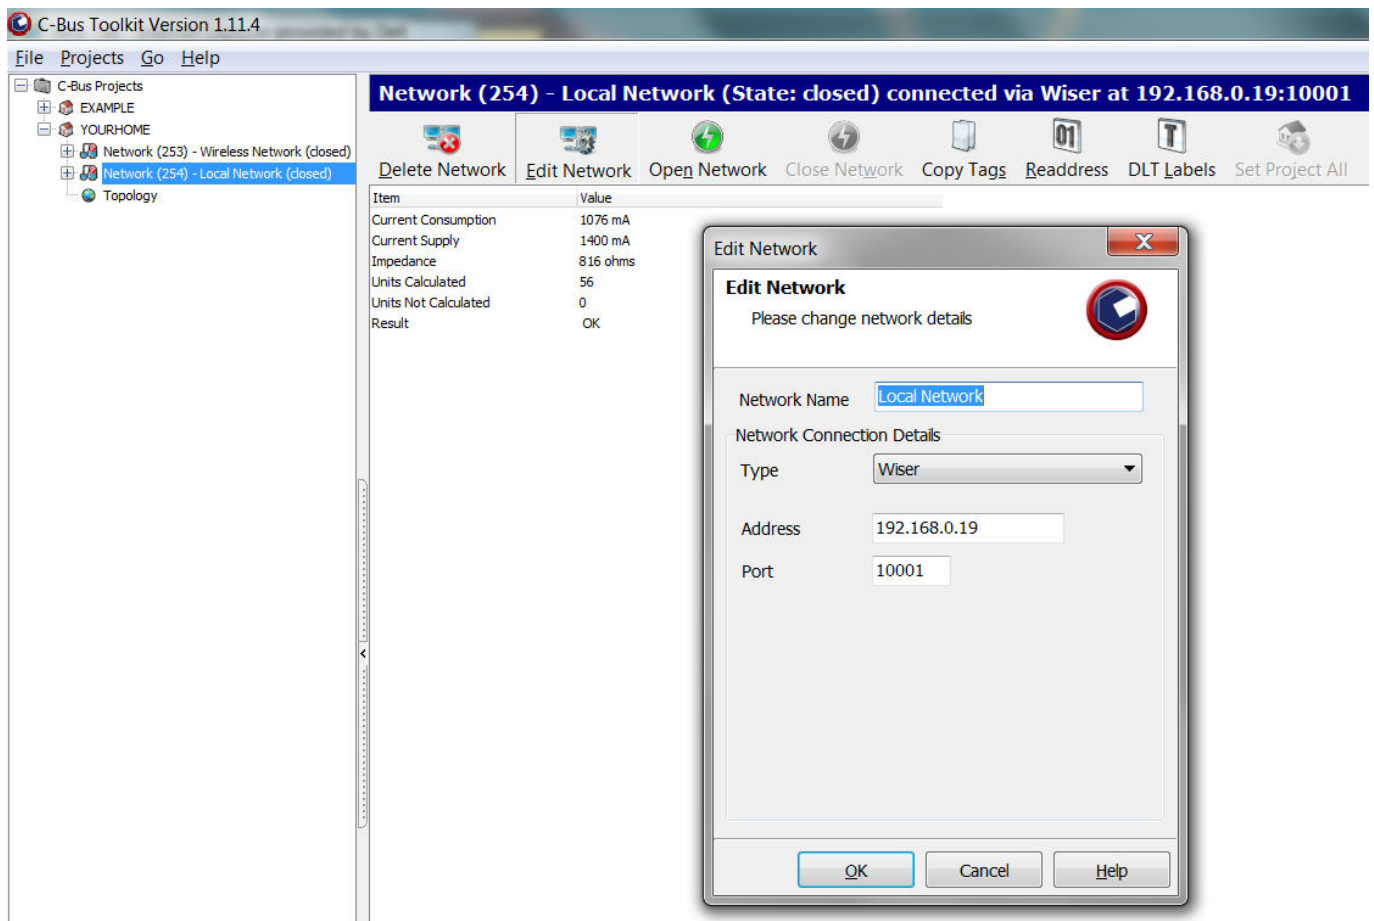 C-Bus Toolkit Version 1.11.4
File Projects Go Help
C-Bus Projects
EXAMPLE
YOURHOME
Network (253) - Wireless Network (closed)
Network (254) - Local Network (closed)
Topology
Network (254) - Local Network (State: closed) connected via Wiser at 192.168.0.19:10001
Delete Network Edit Network Open Network Close Network Copy Tags Readdress DLT Labels Set Project All
Item Value
Current Consumption 1076 mA
Current Supply 1400 mA
Impedance 816 ohms
Units Calculated 56
Units Not Calculated 0
Result OK
Edit Network
Edit Network
Please change network details
Network Name Local Network
Network Connection Details
Type Wiser
Address 192.168.0.19
Port 10001
OK Cancel Help